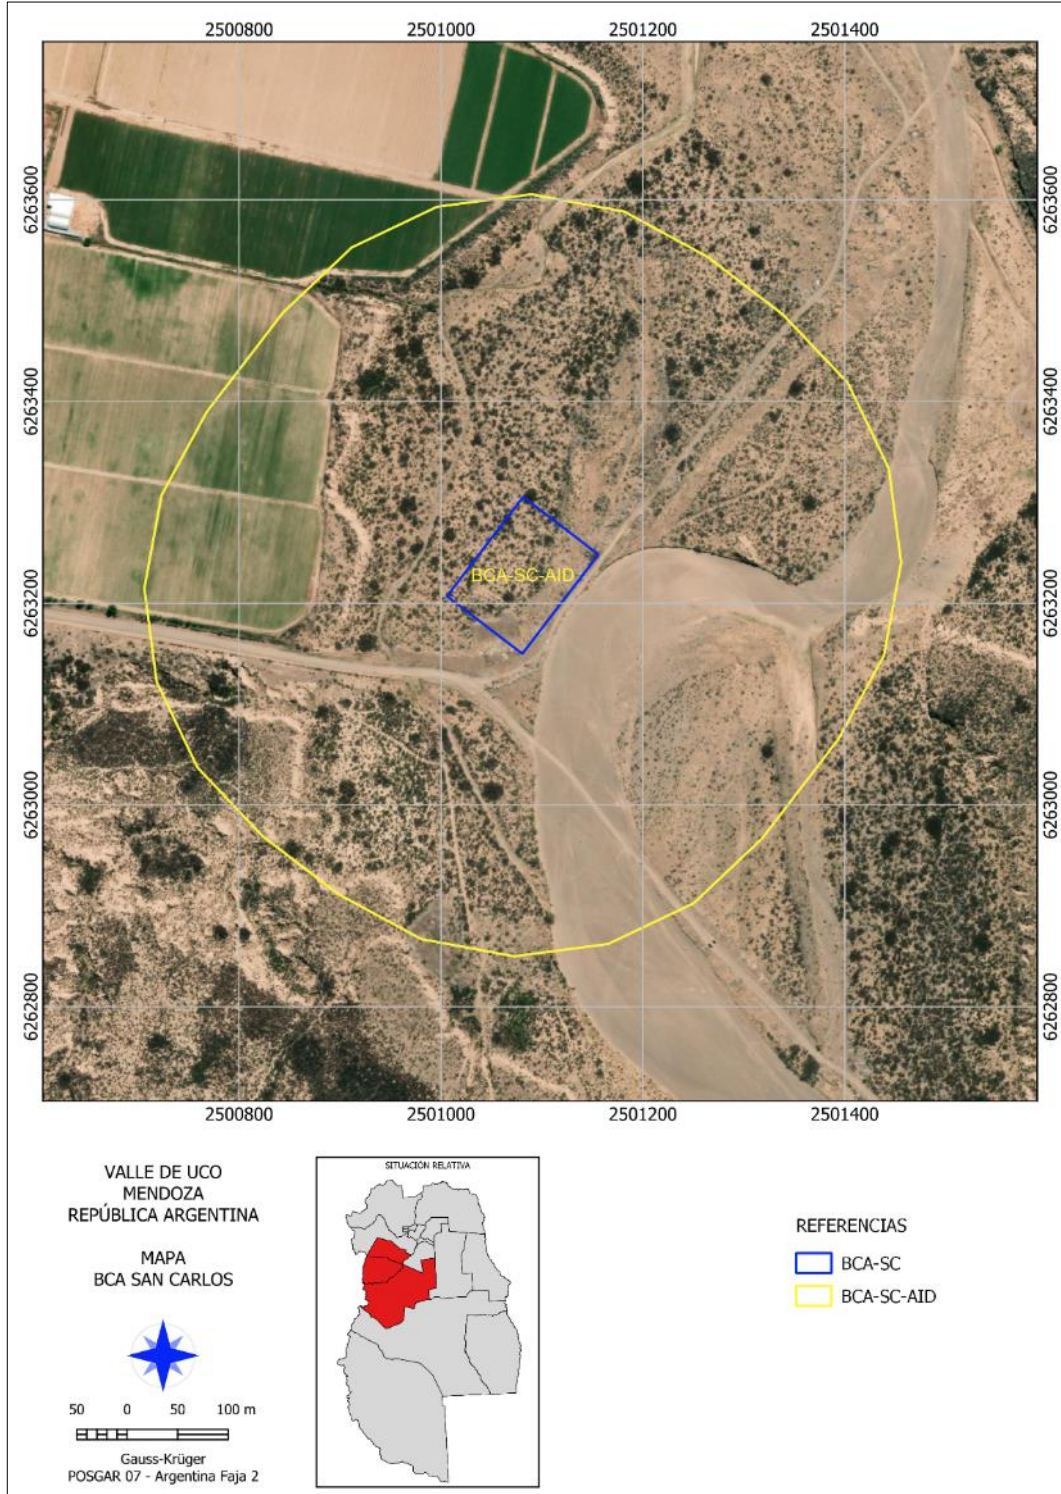 2500800 2501000 2501200 2501400
6263600 6263600
6263400 6263400
BCA-SC-AID
6263200 6263200
6263000 6263000
6262800 6262800
2500800 2501000 2501200 2501400
VALLE DE UCO
MENDOZA
REPÚBLICA ARGENTINA
MAPA
BCA SAN CARLOS
50 0 50 100 m
Gauss-Krüger
POSGAR 07 - Argentina Faja 2
SITUACIÓN RELATIVA
REFERENCIAS
BCA-SC
BCA-SC-AID